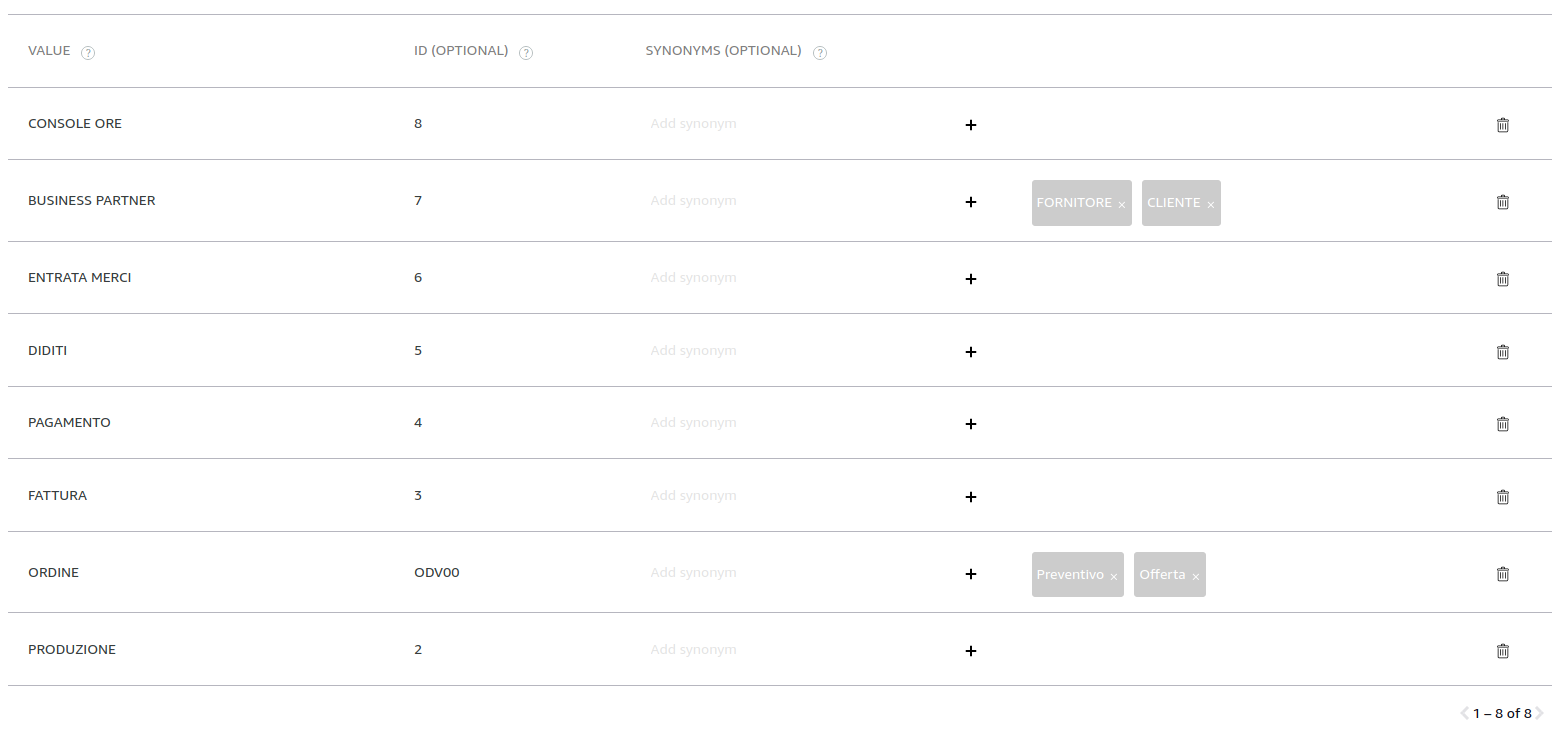 VALUE ? ID (OPTIONAL) ? SYNONYMS (OPTIONAL) ?
CONSOLE ORE 8 Add synonym +
BUSINESS PARTNER 7 Add synonym + FORNITORE × CLIENTE ×
ENTRATA MERCI 6 Add synonym +
DIDITI 5 Add synonym +
PAGAMENTO 4 Add synonym +
FATTURA 3 Add synonym +
ORDINE ODV00 Add synonym + Preventivo × Offerta ×
PRODUZIONE 2 Add synonym +
1 – 8 of 8